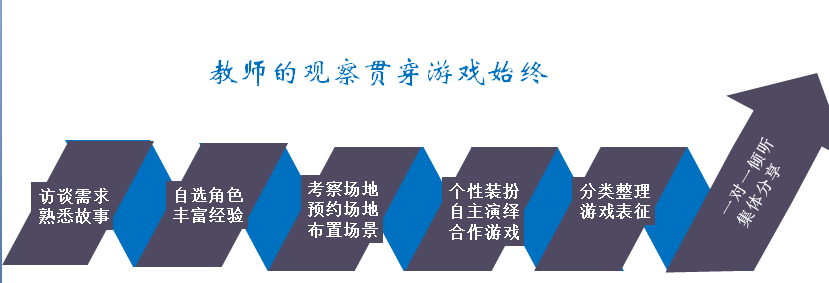 教师的观察贯穿游戏始终
访谈需求
熟悉故事
自选角色
丰富经验
考察场地
预约场地
布置场景
个性装扮
自主演绎
合作游戏
分类整理
游戏表征
一对一倾听
集体分享